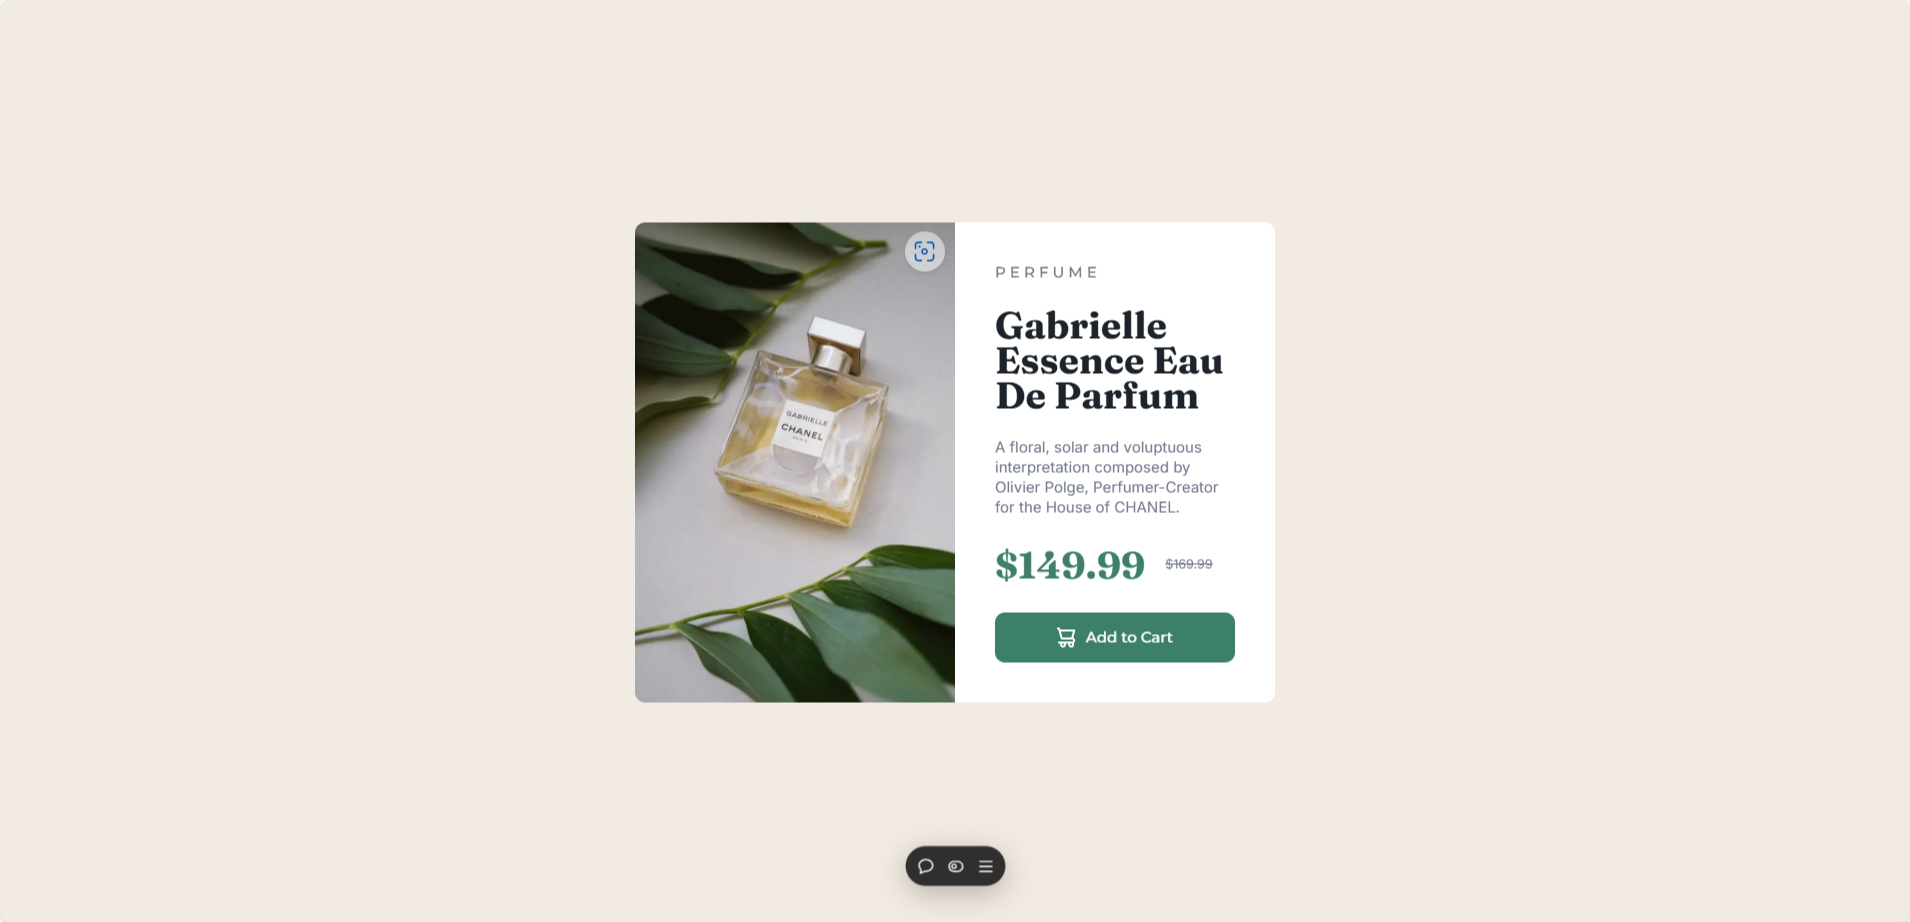 GABRIELLE
CHANEL
PARIS
PERFUME
Gabrielle
Essence Eau
De Parfum
A floral, solar and voluptuous
interpretation composed by
Olivier Polge, Perfumer-Creator
for the House of CHANEL.
$149.99 $169.99
Add to Cart